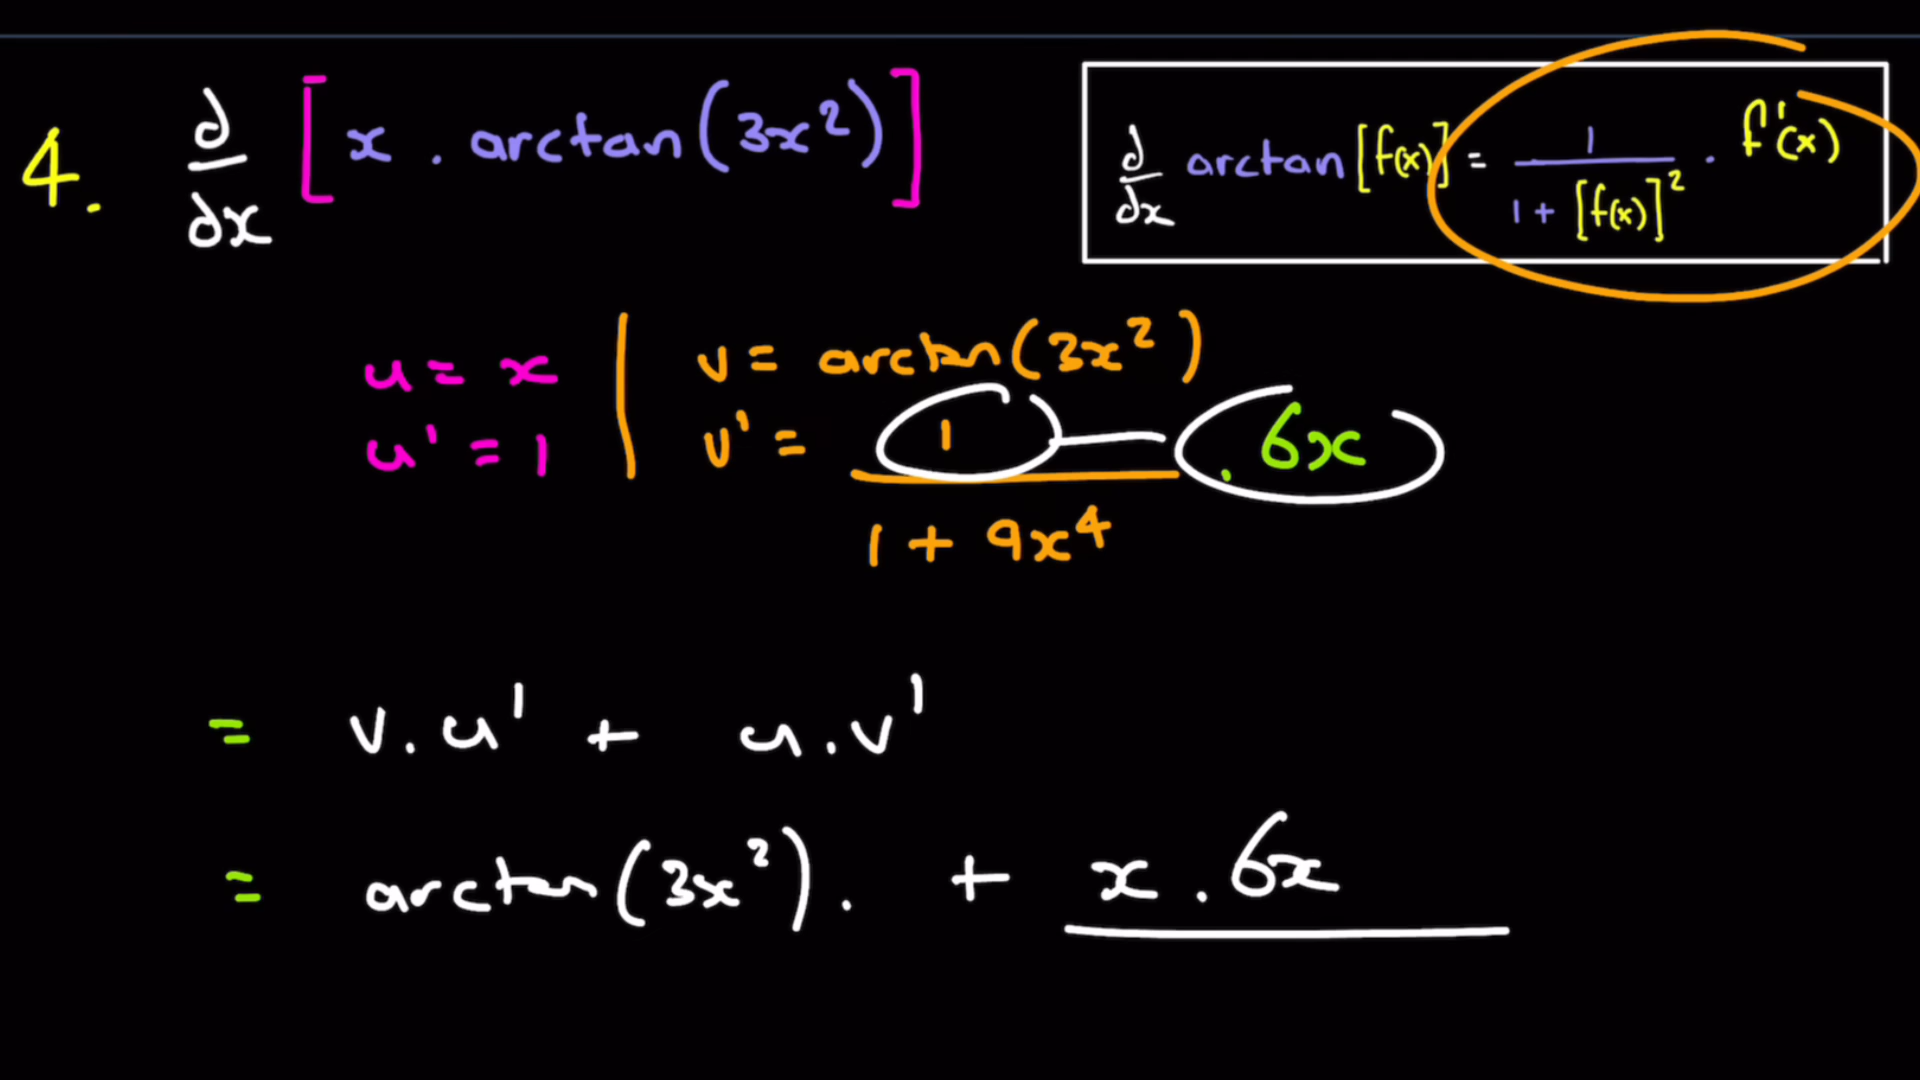 4. d/dx [x . arctan(3x²)]
d/dx arctan [f(x)] = 1/(1 + [f(x)]²) . f'(x)
u = x | v = arctan(3x²)
u' = 1 | v' = 1/(1 + 9x⁴) . 6x
= v . u' + u . v'
= arctan(3x²) . + x . 6x